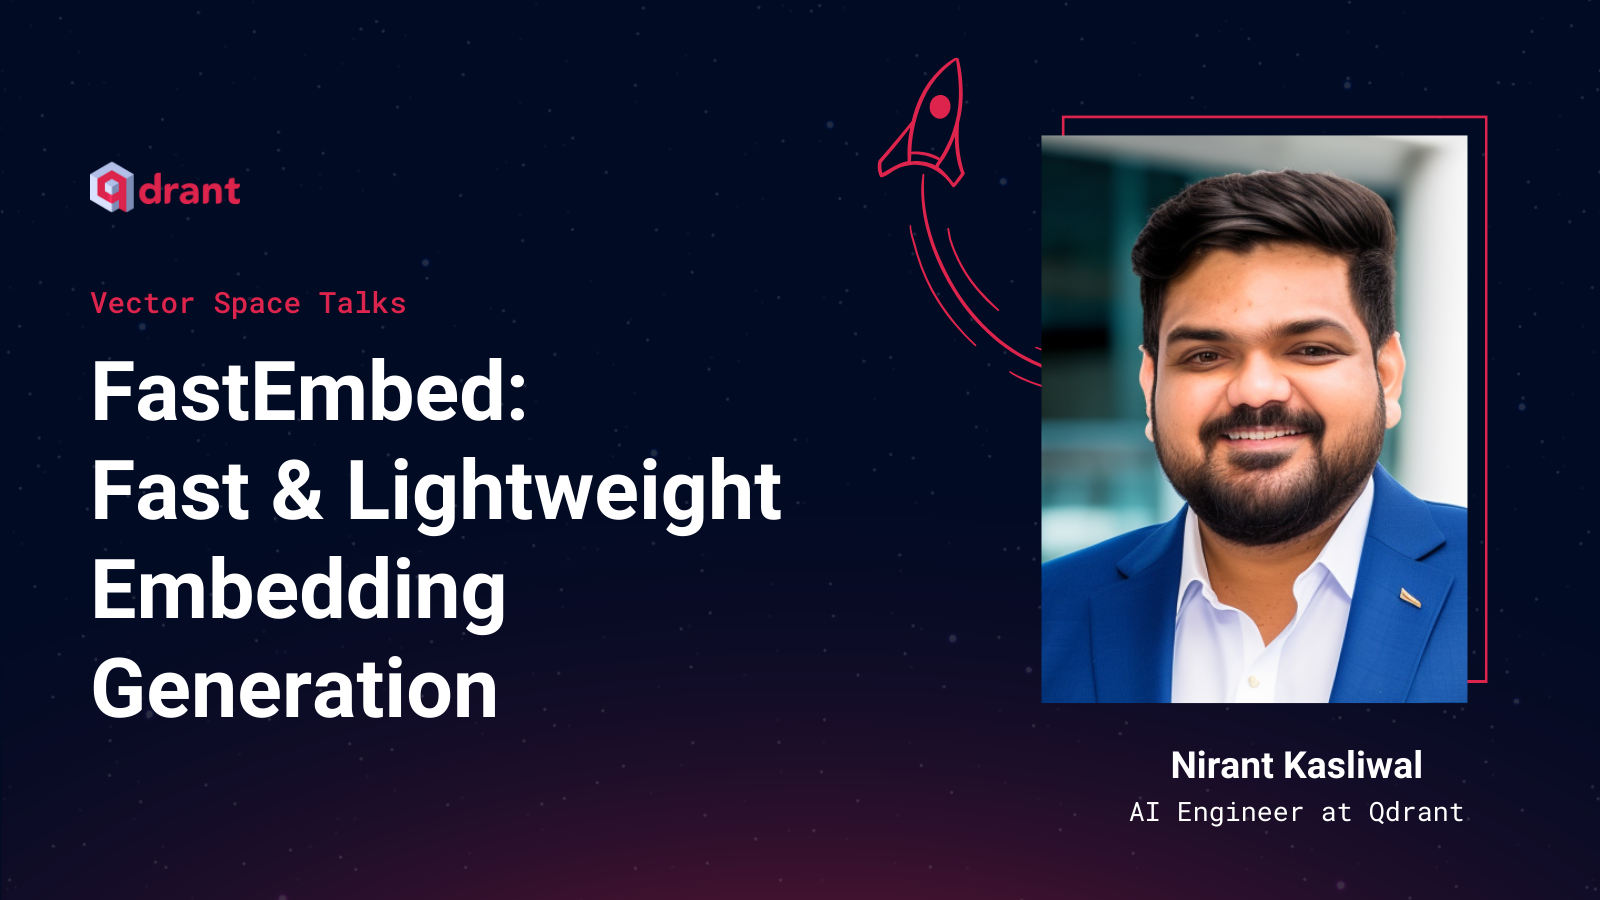 qdrant
Vector Space Talks
FastEmbed:
Fast & Lightweight
Embedding
Generation
Nirant Kasliwal
AI Engineer at Qdrant